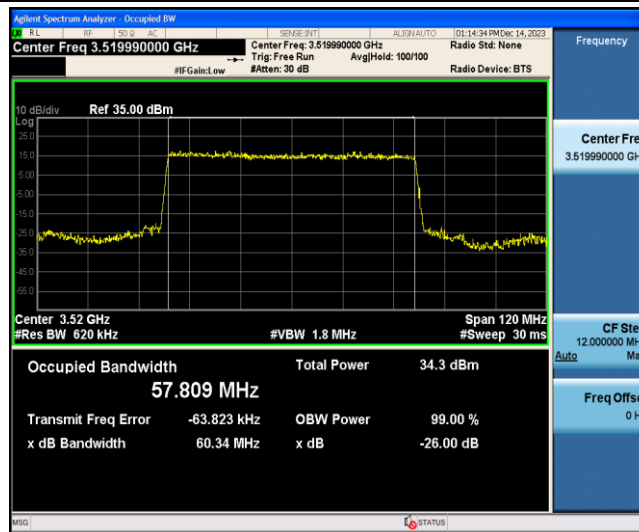 Agilent Spectrum Analyzer - Occupied BW
RL RF 50 Ω AC SENSE:INT ALIGN AUTO 01:14:34 PM Dec 14, 2023
Center Freq 3.519990000 GHz Center Freq: 3.519990000 GHz Radio Std: None Frequency
Trig: Free Run Avg|Hold: 100/100
#IFGain:Low #Atten: 30 dB Radio Device: BTS
10 dB/div Ref 35.00 dBm
Log
25.0
15.0
5.00
-5.00
-15.0
-25.0
-35.0
-45.0
-55.0
Center 3.52 GHz Span 120 MHz
#Res BW 620 kHz #VBW 1.8 MHz #Sweep 30 ms
Center Fre
3.519990000 GH
CF Ste
12.000000 MH
Auto Ma
Freq Offs
0 H
Occupied Bandwidth Total Power 34.3 dBm
57.809 MHz
Transmit Freq Error -63.823 kHz OBW Power 99.00 %
x dB Bandwidth 60.34 MHz x dB -26.00 dB
MSG STATUS